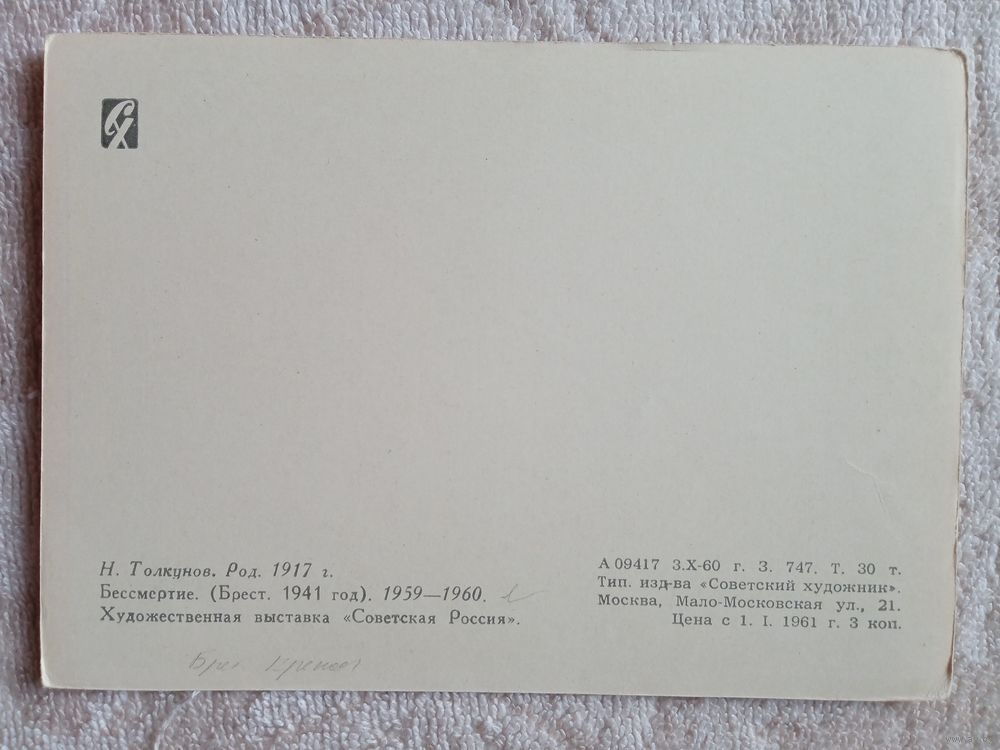 СХ
Н. Толкунов. Род. 1917 г.
Бессмертие. (Брест. 1941 год). 1959—1960.
Художественная выставка «Советская Россия».
А 09417 3.X-60 г. З. 747. Т. 30 т.
Тип. изд-ва «Советский художник».
Москва, Мало-Московская ул., 21.
Цена с 1. I. 1961 г. 3 коп.